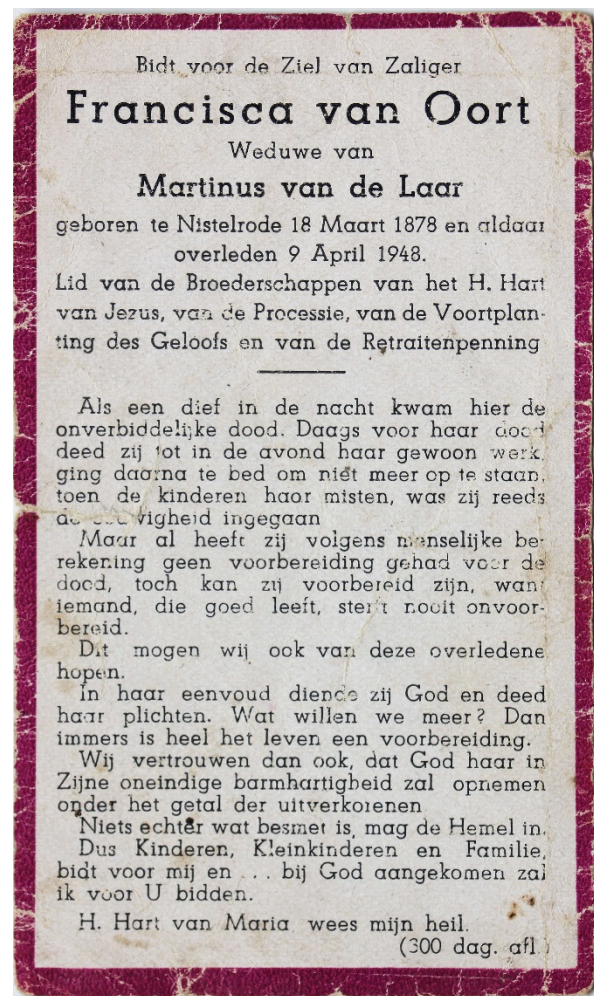 Bidt voor de Ziel van Zaliger
Francisca van Oort
Weduwe van
Martinus van de Laar
geboren te Nistelrode 18 Maart 1878 en aldaar
overleden 9 April 1948.
Lid van de Broederschappen van het H. Hart
van Jezus, van de Processie, van de Voortplan-
ting des Geloofs en van de Retraitenpenning
Als een dief in de nacht kwam hier de
onverbiddelijke dood. Daags voor haar dood
deed zij tot in de avond haar gewoon werk,
ging daarna te bed om niet meer op te staan,
toen de kinderen haar misten, was zij reeds
de eeuwigheid ingegaan
Maar al heeft zij volgens menselijke be-
rekening geen voorbereiding gehad voor de
dood, toch kan zij voorbereid zijn, want
iemand, die goed leeft, sterft nooit onvoor-
bereid.
Dit mogen wij ook van deze overledene
hopen.
In haar eenvoud diende zij God en deed
haar plichten. Wat willen we meer? Dan
immers is heel het leven een voorbereiding.
Wij vertrouwen dan ook, dat God haar in
Zijne oneindige barmhartigheid zal opnemen
onder het getal der uitverkorenen
Niets echter wat besmet is, mag de Hemel in.
Dus Kinderen, Kleinkinderen en Familie,
bidt voor mij en ... bij God aangekomen zal
ik voor U bidden.
H. Hart van Maria wees mijn heil.
(300 dag. afl.)